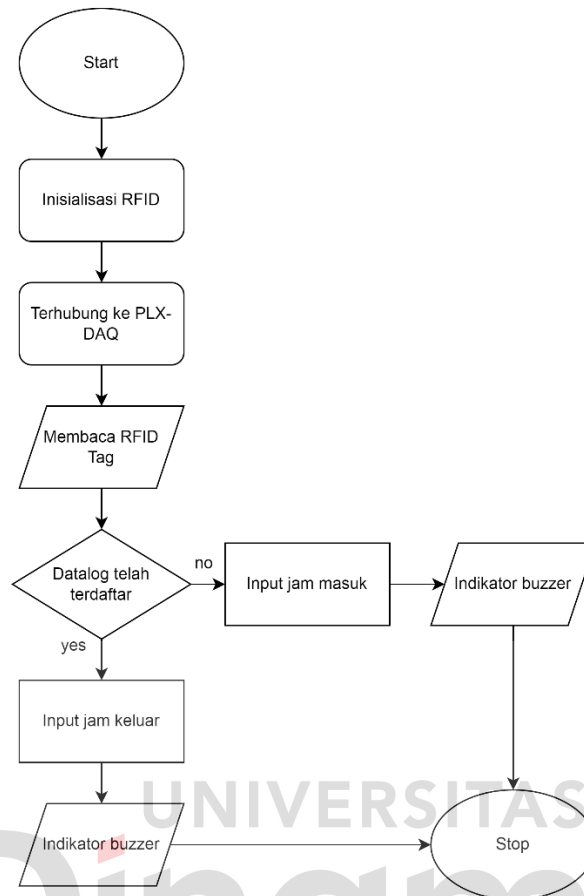 Start
Inisialisasi RFID
Terhubung ke PLX-
DAQ
Membaca RFID
Tag
Datalog telah
terdaftar
no
Input jam masuk
Indikator buzzer
yes
Input jam keluar
UNIVERSITAS
Indikator buzzer
Stop